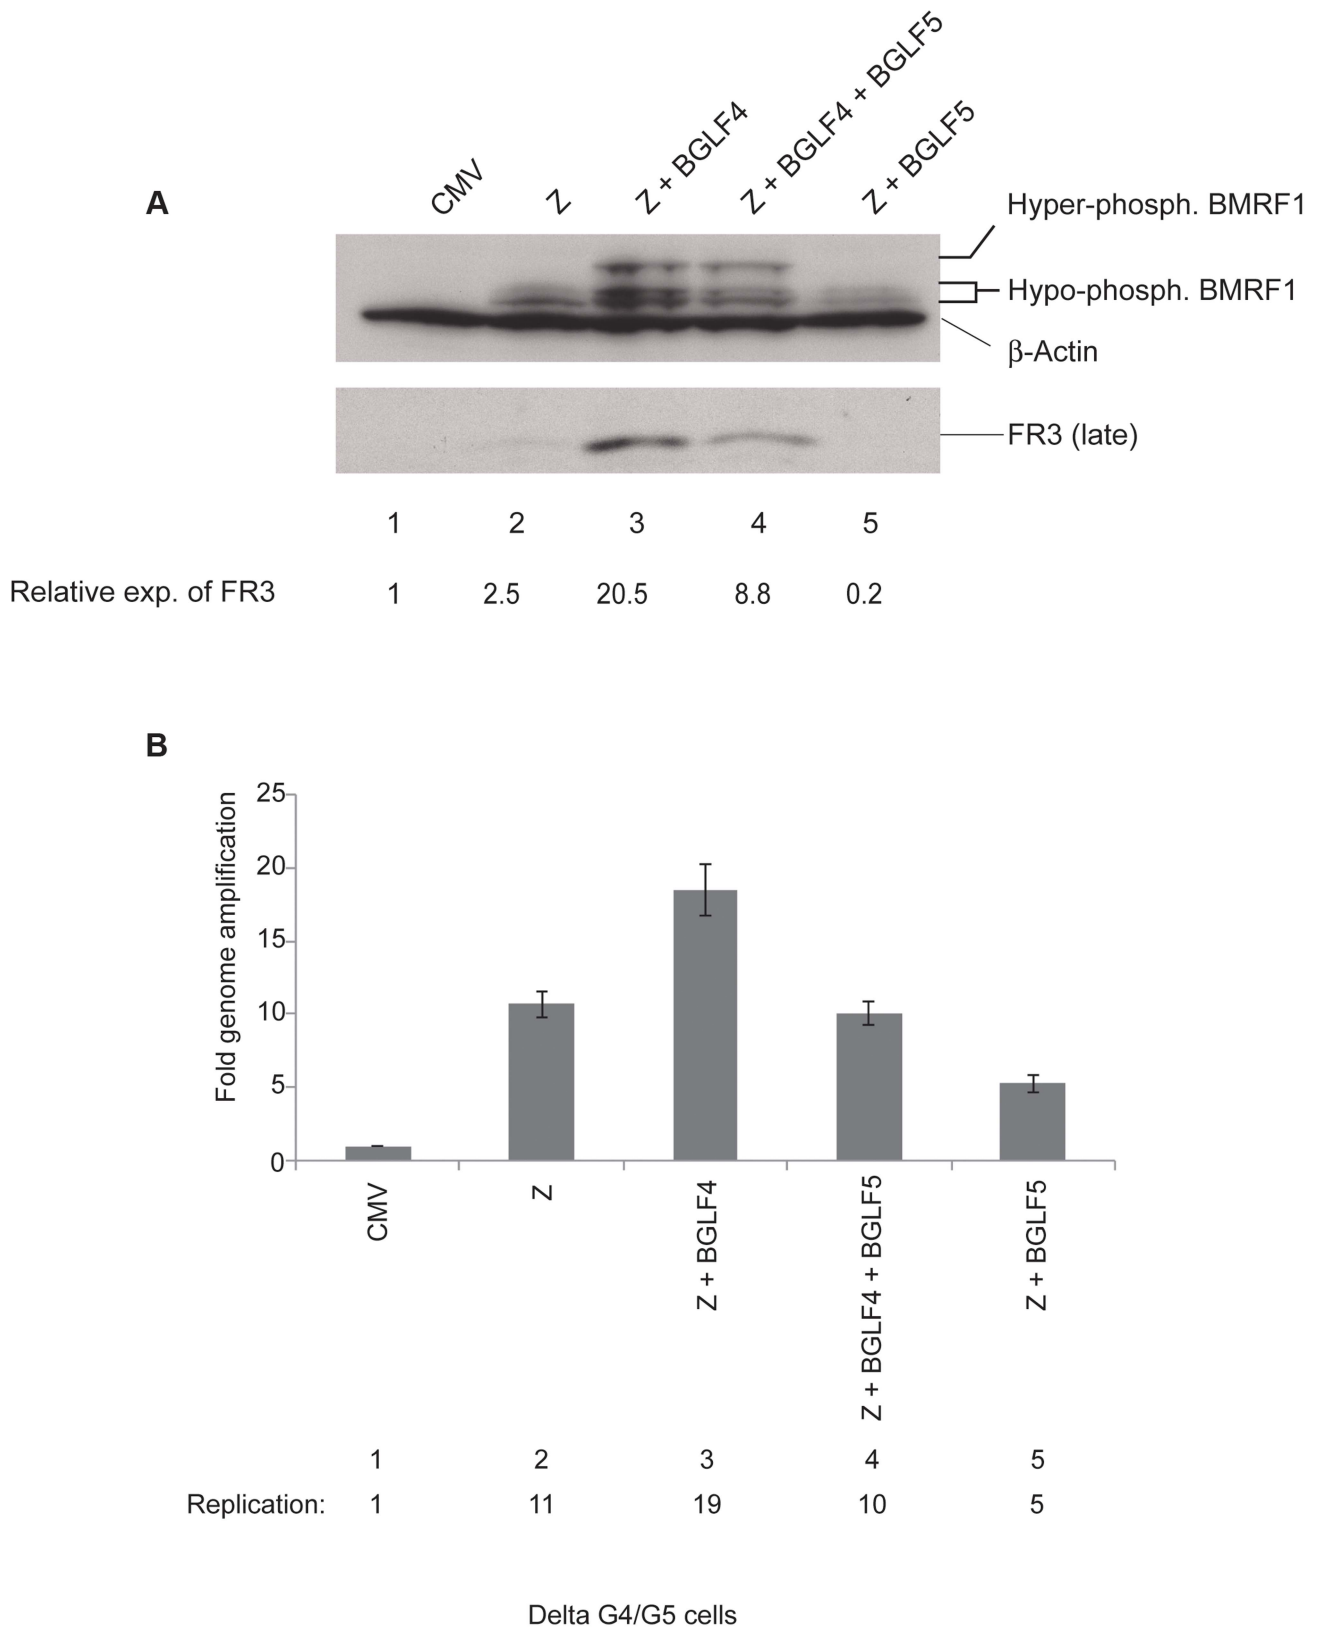 A
CMV
Z
Z + BGLF4
Z + BGLF4 + BGLF5
Z + BGLF5
Hyper-phosph. BMRF1
Hypo-phosph. BMRF1
β-Actin
FR3 (late)
1 2 3 4 5
Relative exp. of FR3 1 2.5 20.5 8.8 0.2
B
Fold genome amplification
25
20
15
10
5
0
CMV
Z
Z + BGLF4
Z + BGLF4 + BGLF5
Z + BGLF5
1 2 3 4 5
Replication: 1 11 19 10 5
Delta G4/G5 cells